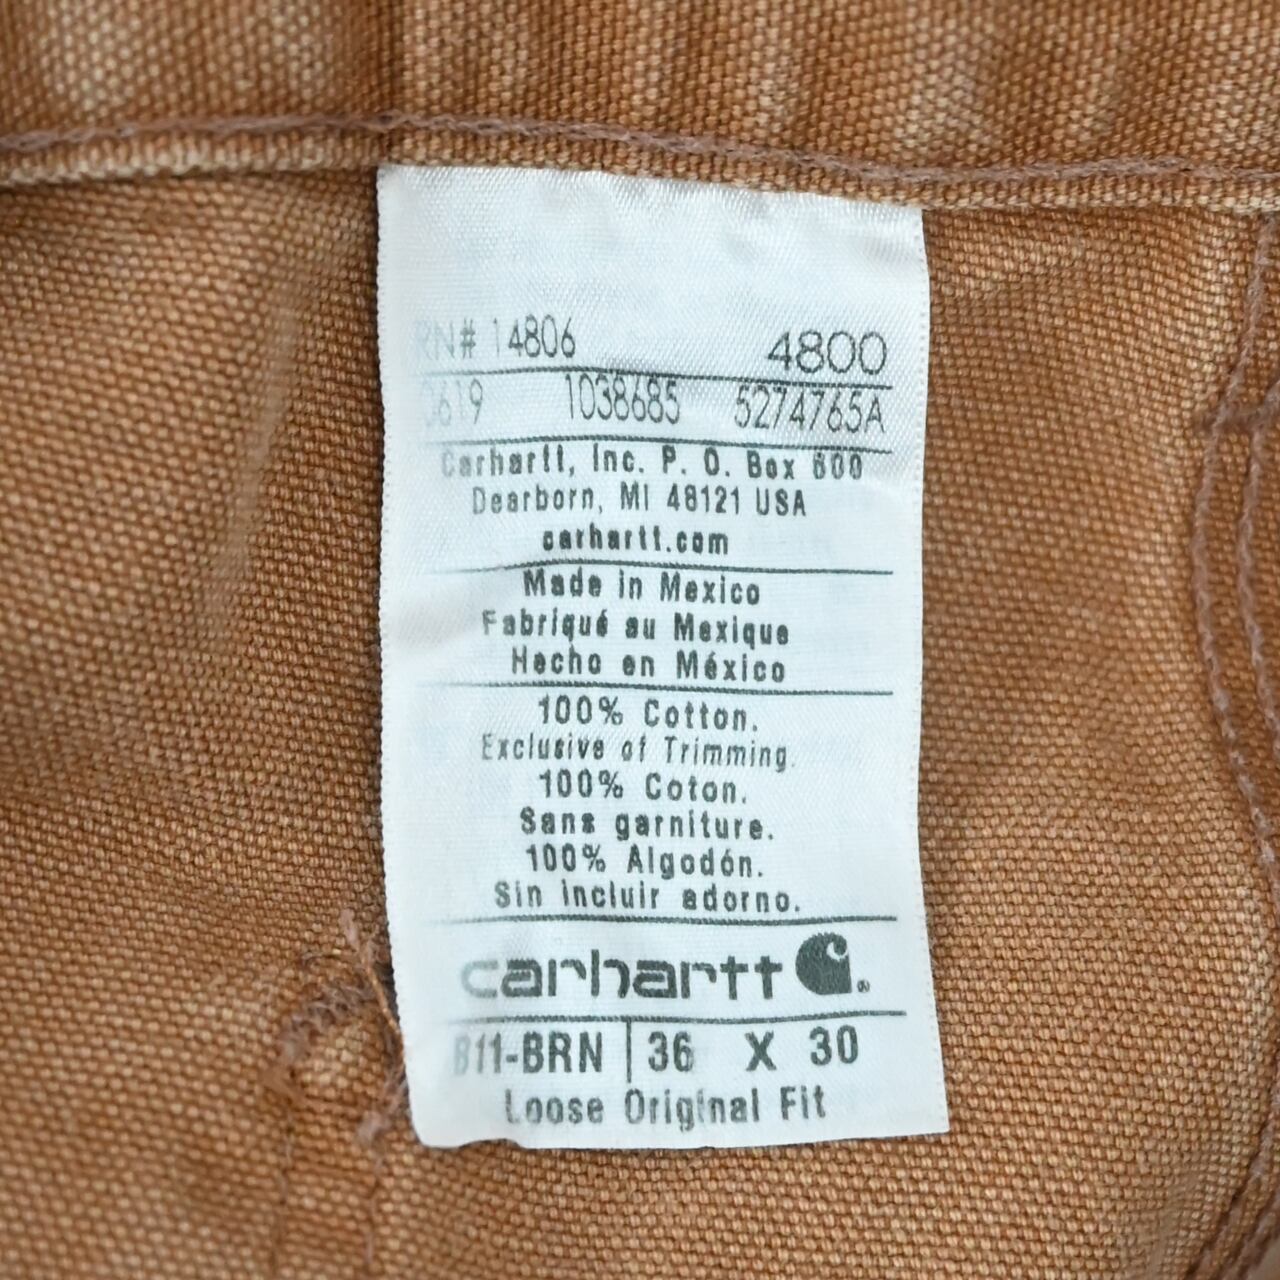 RN# 14806 4800
0619 1038685 5274765A
Carhartt, Inc. P. O. Box 600
Dearborn, MI 48121 USA
carhartt.com
Made in Mexico
Fabriqué au Mexique
Hecho en México
100% Cotton.
Exclusive of Trimming.
100% Coton.
Sans garniture.
100% Algodón.
Sin incluir adorno.
carhartt ®
B11-BRN 36 X 30
Loose Original Fit